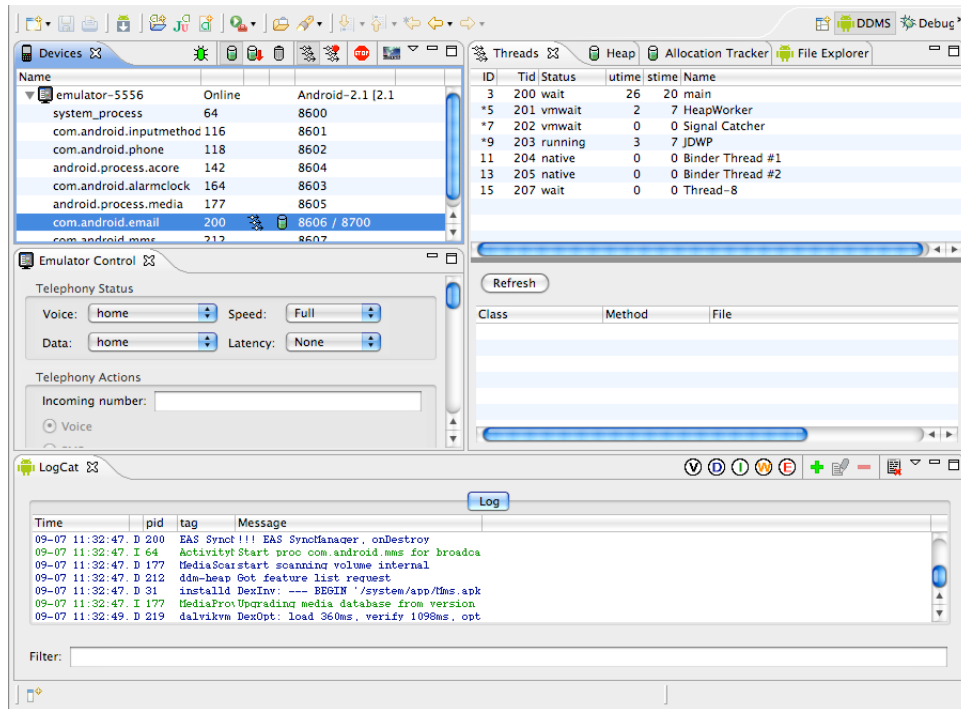 DDMS Debug
Devices
Name
emulator-5556 Online Android-2.1 [2.1
system_process 64 8600
com.android.inputmethod 116 8601
com.android.phone 118 8602
android.process.acore 142 8604
com.android.alarmclock 164 8603
android.process.media 177 8605
com.android.email 200 8606 / 8700
com.android.mms 212 8607
Threads Heap Allocation Tracker File Explorer
ID Tid Status utime stime Name
3 200 wait 26 20 main
*5 201 vmwait 2 7 HeapWorker
*7 202 vmwait 0 0 Signal Catcher
*9 203 running 3 7 JDWP
11 204 native 0 0 Binder Thread #1
13 205 native 0 0 Binder Thread #2
15 207 wait 0 0 Thread-8
Refresh
Class Method File
Emulator Control
Telephony Status
Voice: home Speed: Full
Data: home Latency: None
Telephony Actions
Incoming number:
Voice
LogCat
V D I W E
Log
Time pid tag Message
09-07 11:32:47. D 200 EAS Synch !!! EAS SyncManager, onDestroy
09-07 11:32:47. I 64 Activity Start proc com.android.mms for broadca
09-07 11:32:47. D 177 MediaScan start scanning volume internal
09-07 11:32:47. D 212 ddm-heap Got feature list request
09-07 11:32:47. D 31 installd DexInv: --- BEGIN '/system/app/Mms.apk
09-07 11:32:47. I 177 MediaProv Upgrading media database from version
09-07 11:32:49. D 219 dalvikvm DexOpt: load 360ms, verify 1098ms, opt
Filter: